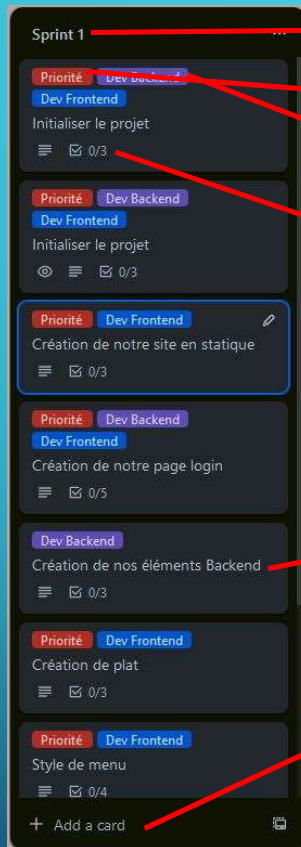 Sprint 1
Priorité Dev Backend
Dev Frontend
Initialiser le projet
0/3
Priorité Dev Backend
Dev Frontend
Initialiser le projet
0/3
Priorité Dev Frontend
Création de notre site en statique
0/3
Priorité Dev Backend
Dev Frontend
Création de notre page login
0/5
Dev Backend
Création de nos éléments Backend
0/3
Priorité Dev Frontend
Création de plat
0/3
Priorité Dev Frontend
Style de menu
0/4
+ Add a card